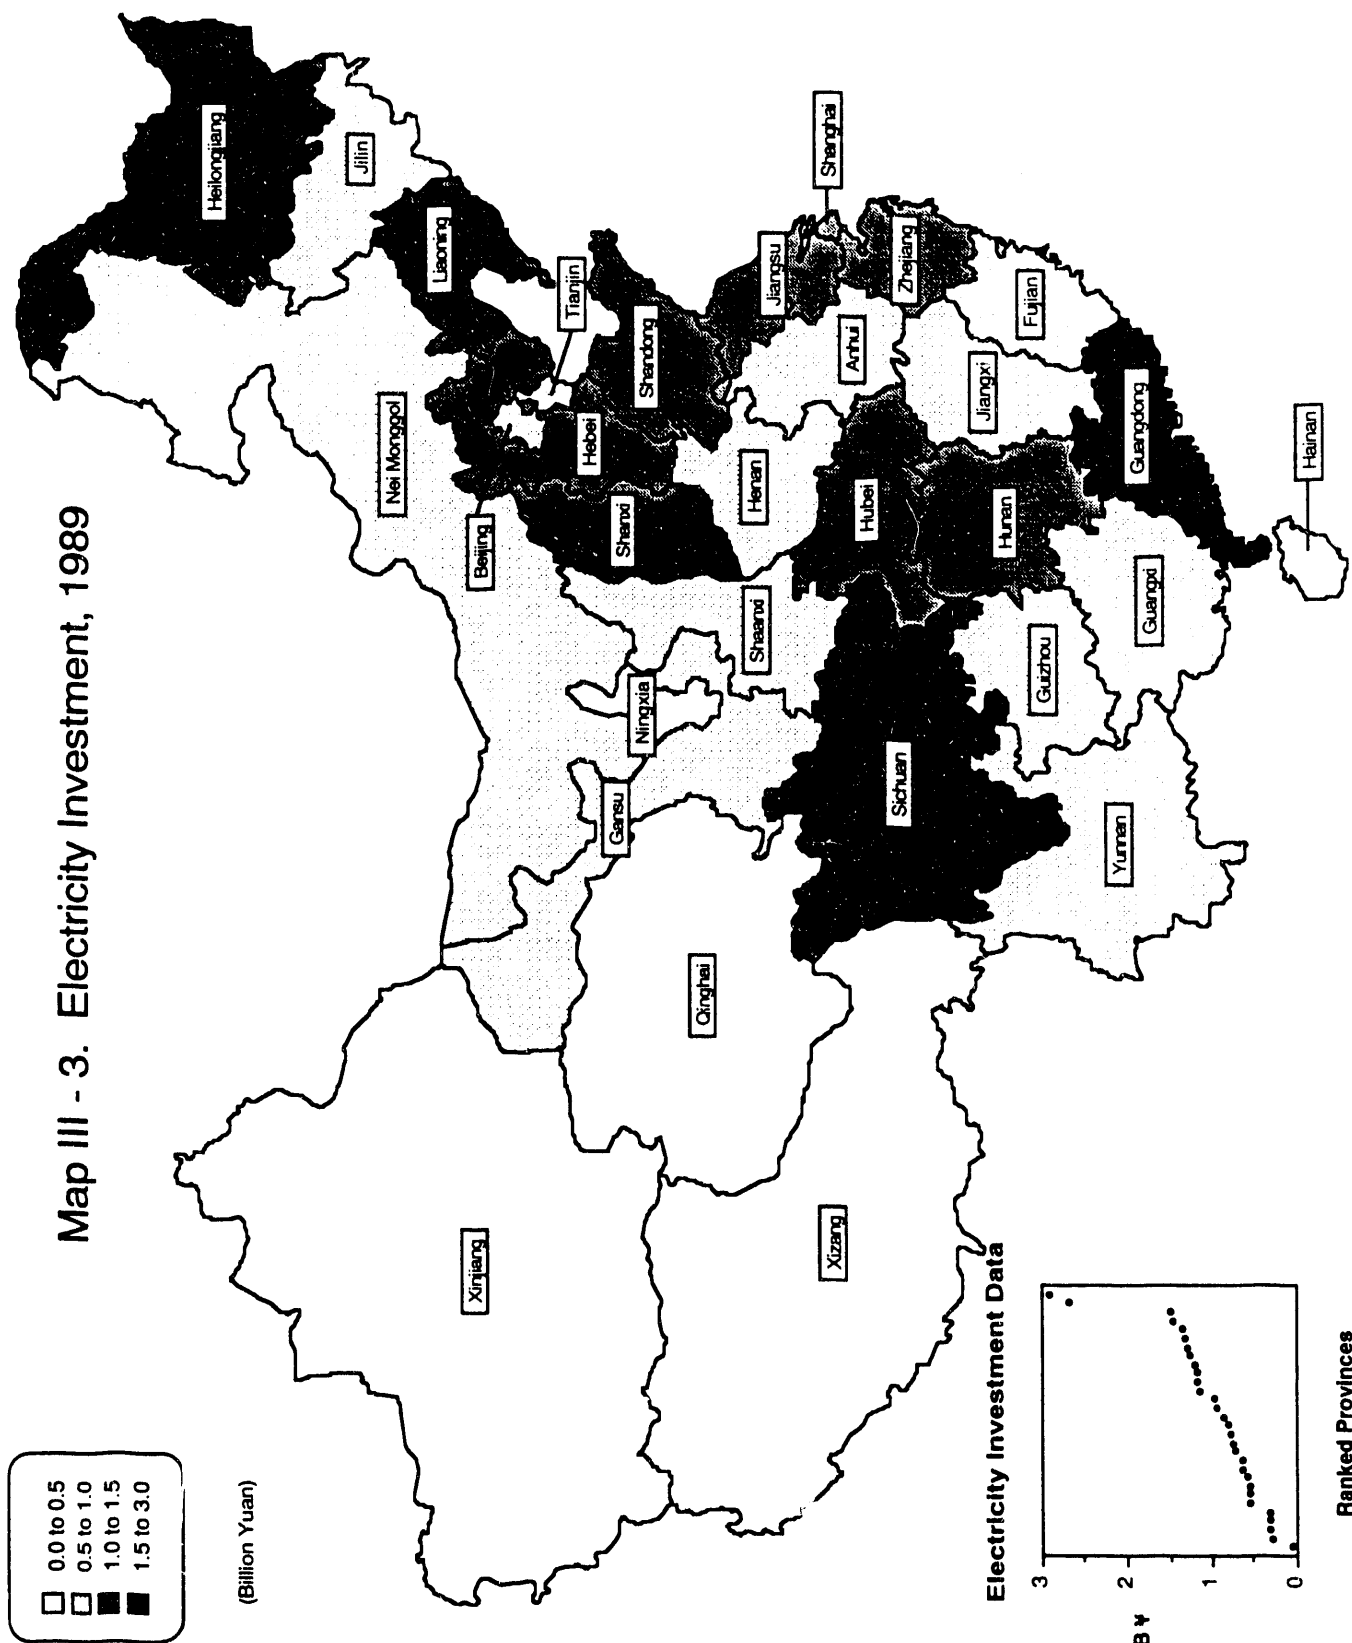 Map III - 3. Electricity Investment, 1989
0.0 to 0.5
0.5 to 1.0
1.0 to 1.5
1.5 to 3.0
(Billion Yuan)
Heilongjiang
Jilin
Liaoning
Nei Monggol
Beijing
Tianjin
Hebei
Shanxi
Shandong
Xinjiang
Gansu
Ningxia
Qinghai
Shaanxi
Henan
Jiangsu
Shanghai
Anhui
Zhejiang
Hubei
Sichuan
Xizang
Hunan
Jiangxi
Fujian
Guizhou
Yunnan
Guangxi
Guangdong
Hainan
Electricity Investment Data
3
2
1
0
B ¥
Ranked Provinces